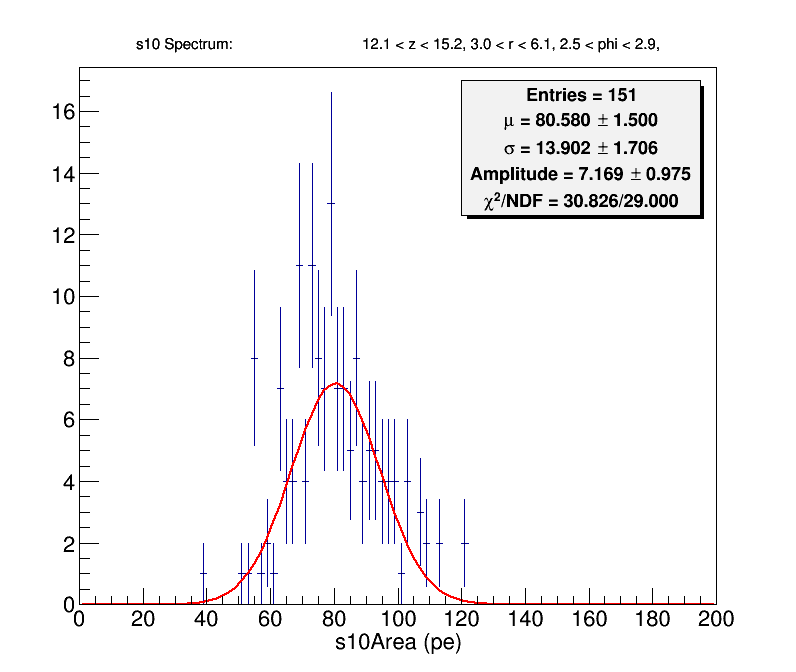 s10 Spectrum: 12.1 < z < 15.2, 3.0 < r < 6.1, 2.5 < phi < 2.9,
Entries = 151
μ = 80.580 ± 1.500
σ = 13.902 ± 1.706
Amplitude = 7.169 ± 0.975
χ²/NDF = 30.826/29.000
16
14
12
10
8
6
4
2
0
0 20 40 60 80 100 120 140 160 180 200
s10Area (pe)